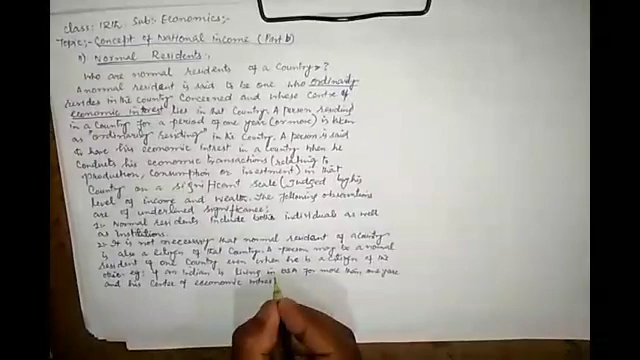 Class: 12th Sub:- Economics;-
Topic;- Concept of National income (Part b)
Normal Residents:,
Who are normal residents of a Country?
A normal resident is said to be one who ordinarily
resides in the Country Concerned and whose Centre of
economic interest lies in that Country. A person residing
in a Country for a period of one year (or more) is taken
as "ordinarily residing" in the Country. A person is said
to have his economic interest in a Country when he
Conducts his economic transactions (relating to
production, Consumption or investment) in that
Country on a significant scale (Judged by his
level of income and wealth. The following observations
are of underlined significance:
1:- Normal residents include both individuals as well
as Institutions.
2:- It is not necessary that normal resident of a Country
is also a citizen of that Country. A person may be a normal
resident of one Country even when he is a citizen of the
other. eg: if an Indian is living in USA for more than one year
and his Center of economic interes